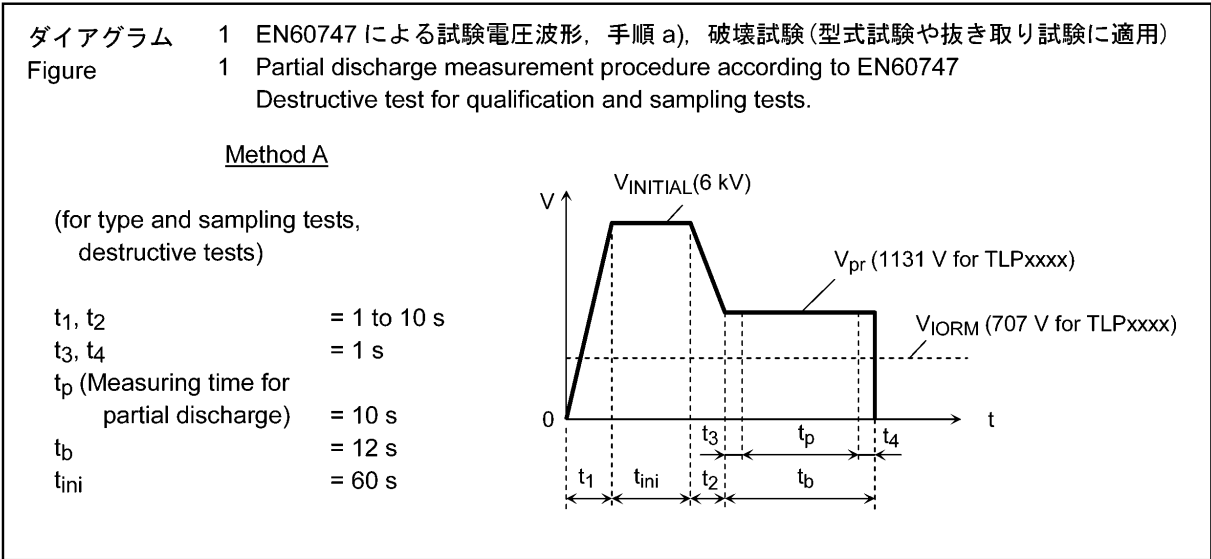 ダイアグラム 1 EN60747 による試験電圧波形, 手順 a), 破壊試験 (型式試験や抜き取り試験に適用)
Figure 1 Partial discharge measurement procedure according to EN60747
Destructive test for qualification and sampling tests.
Method A
(for type and sampling tests,
destructive tests)
t1, t2 = 1 to 10 s
t3, t4 = 1 s
tp (Measuring time for
partial discharge) = 10 s
tb = 12 s
tini = 60 s
VINITIAL(6 kV)
V
Vpr (1131 V for TLPxxxx)
VIORM (707 V for TLPxxxx)
0
t
t3 tp t4
t1 tini t2 tb